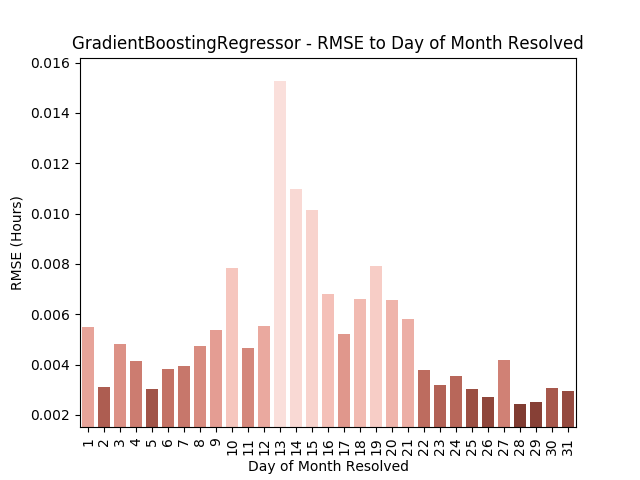 GradientBoostingRegressor - RMSE to Day of Month Resolved
0.016
0.014
0.012
0.010
0.008
0.006
0.004
0.002
RMSE (Hours)
1 2 3 4 5 6 7 8 9 10 11 12 13 14 15 16 17 18 19 20 21 22 23 24 25 26 27 28 29 30 31
Day of Month Resolved